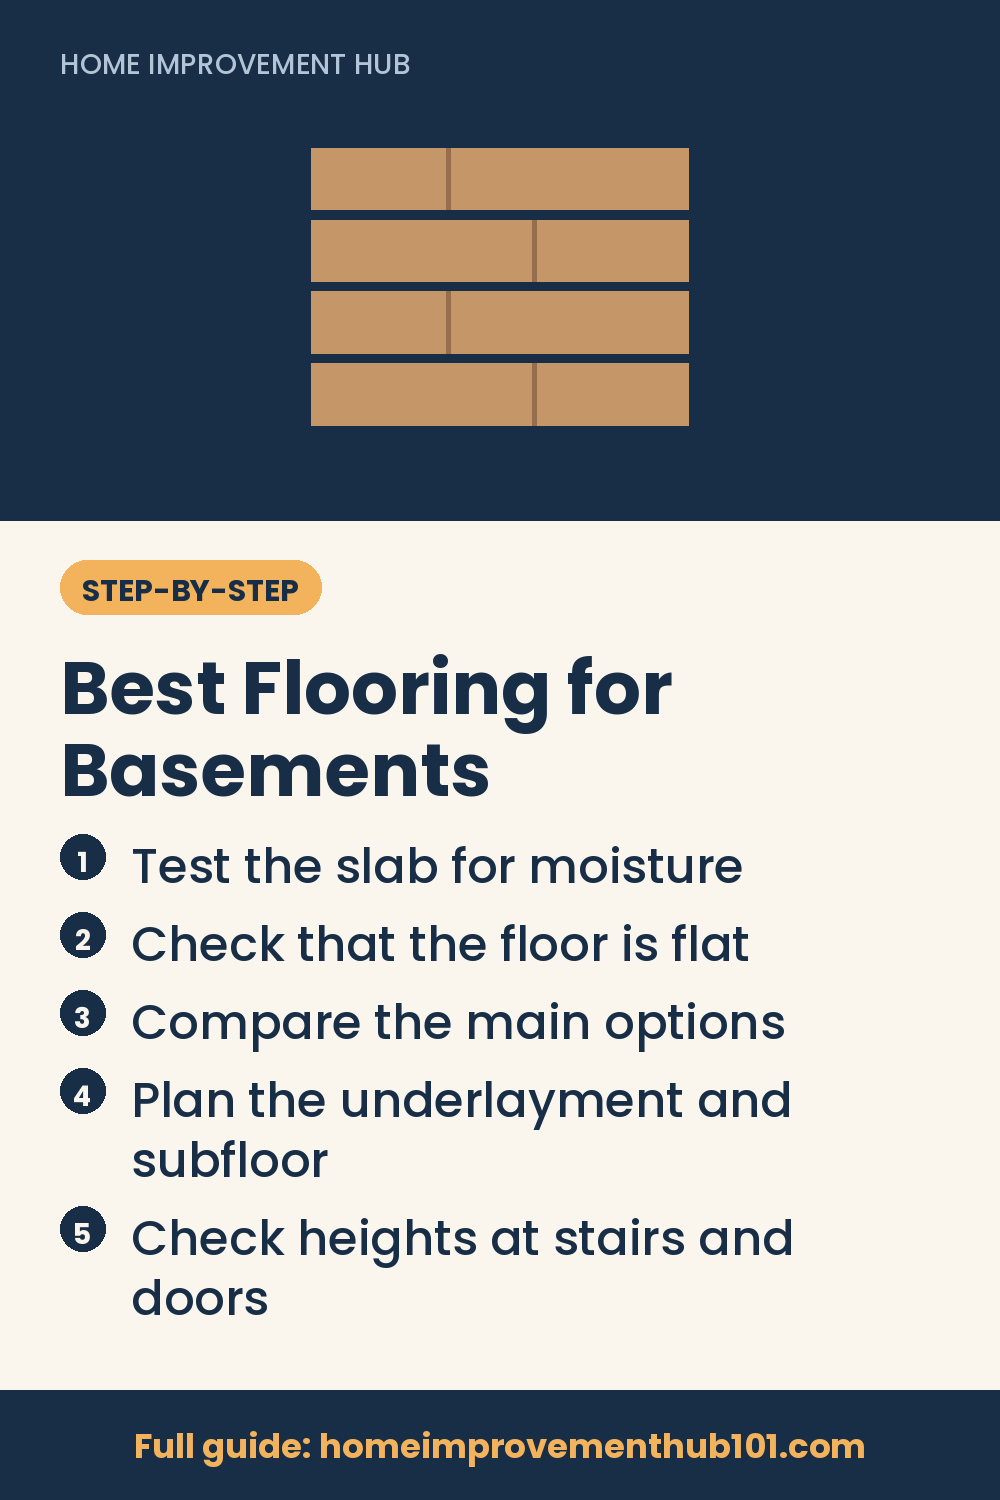 HOME IMPROVEMENT HUB
STEP-BY-STEP
Best Flooring for
Basements
1 Test the slab for moisture
2 Check that the floor is flat
3 Compare the main options
4 Plan the underlayment and
subfloor
5 Check heights at stairs and
doors
Full guide: homeimprovementhub101.com